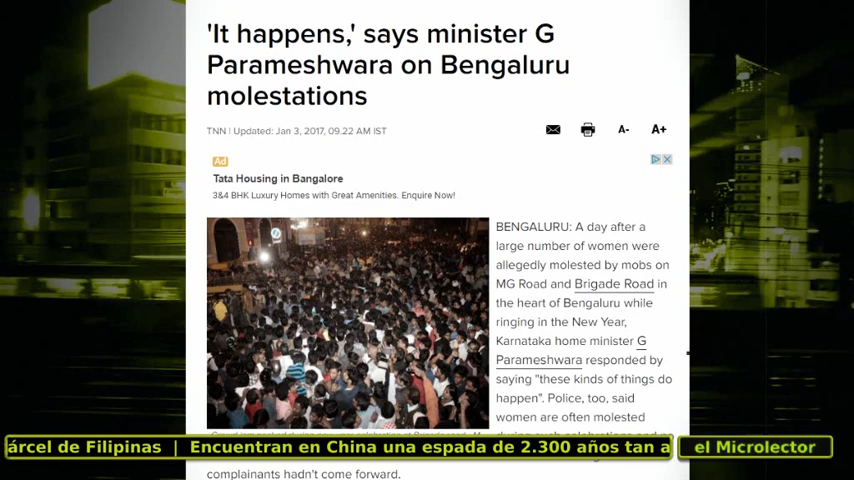 'It happens,' says minister G
Parameshwara on Bengaluru
molestations
TNN | Updated: Jan 3, 2017, 09.22 AM IST
A- A+
Ad
Tata Housing in Bangalore
3&4 BHK Luxury Homes with Great Amenities. Enquire Now!
BENGALURU: A day after a
large number of women were
allegedly molested by mobs on
MG Road and Brigade Road in
the heart of Bengaluru while
ringing in the New Year,
Karnataka home minister G
Parameshwara responded by
saying "these kinds of things do
happen". Police, too, said
women are often molested
árcel de Filipinas | Encuentran en China una espada de 2.300 años tan a
el Microlector
complainants hadn't come forward.